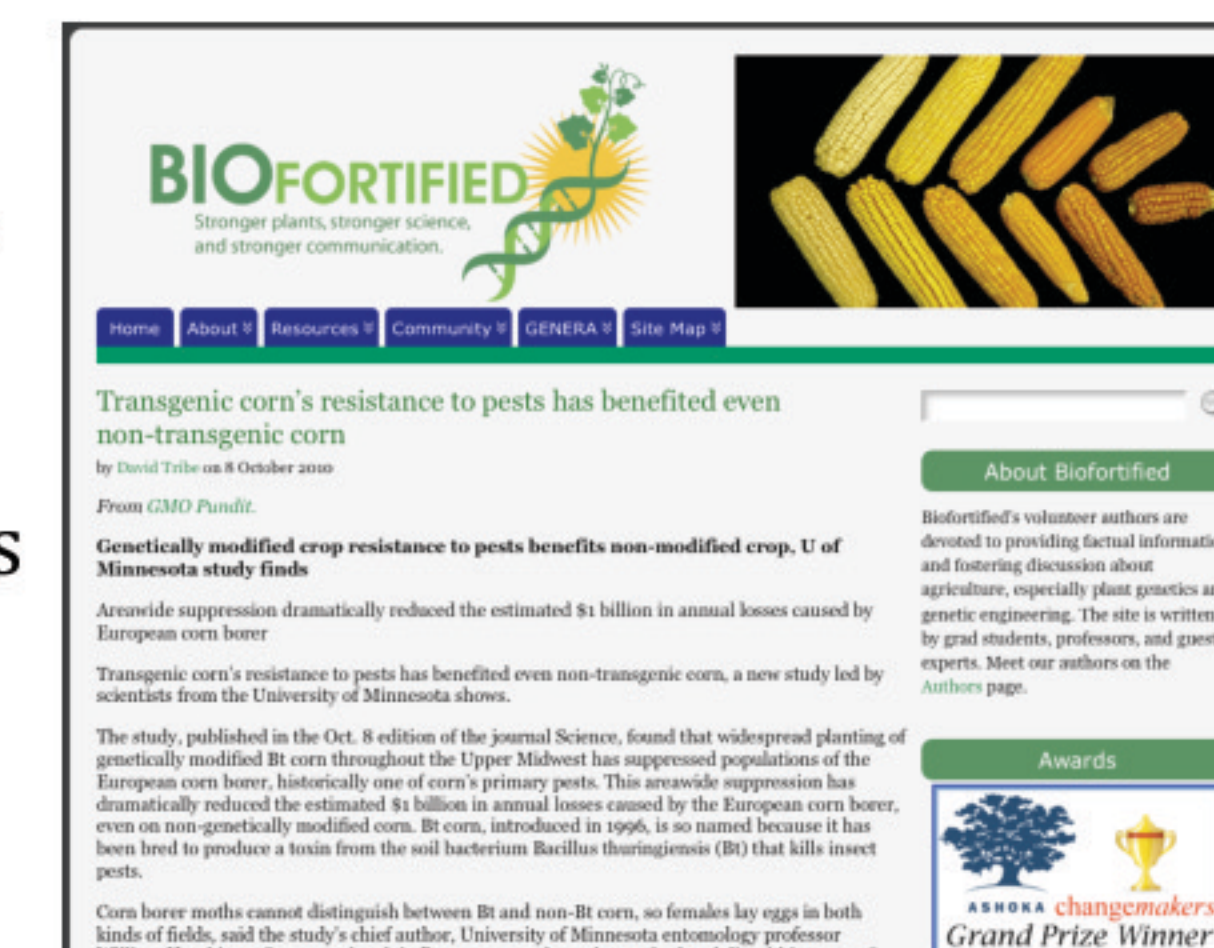 BIOFORTIFIED
Stronger plants, stronger science,
and stronger communication.
Home
About
Resources
Community
GENERA
Site Map
Transgenic corn's resistance to pests has benefited even
non-transgenic corn
by David Tribe on 8 October 2010
From GMO Pundit.
Genetically modified crop resistance to pests benefits non-modified crop, U of
Minnesota study finds
Areawide suppression dramatically reduced the estimated $1 billion in annual losses caused by
European corn borer
Transgenic corn's resistance to pests has benefited even non-transgenic corn, a new study led by
scientists from the University of Minnesota shows.
The study, published in the Oct. 8 edition of the journal Science, found that widespread planting of
genetically modified Bt corn throughout the Upper Midwest has suppressed populations of the
European corn borer, historically one of corn's primary pests. This areawide suppression has
dramatically reduced the estimated $1 billion in annual losses caused by the European corn borer,
even on non-genetically modified corn. Bt corn, introduced in 1996, is so named because it has
been bred to produce a toxin from the soil bacterium Bacillus thuringiensis (Bt) that kills insect
pests.
Corn borer moths cannot distinguish between Bt and non-Bt corn, so females lay eggs in both
kinds of fields, said the study's chief author, University of Minnesota entomology professor
s
About Biofortified
Biofortified's volunteer authors are
devoted to providing factual informatio
and fostering discussion about
agriculture, especially plant genetics a
genetic engineering. The site is written
by grad students, professors, and guest
experts. Meet our authors on the
Authors page.
Awards
ASHOKA changemakers
Grand Prize Winner